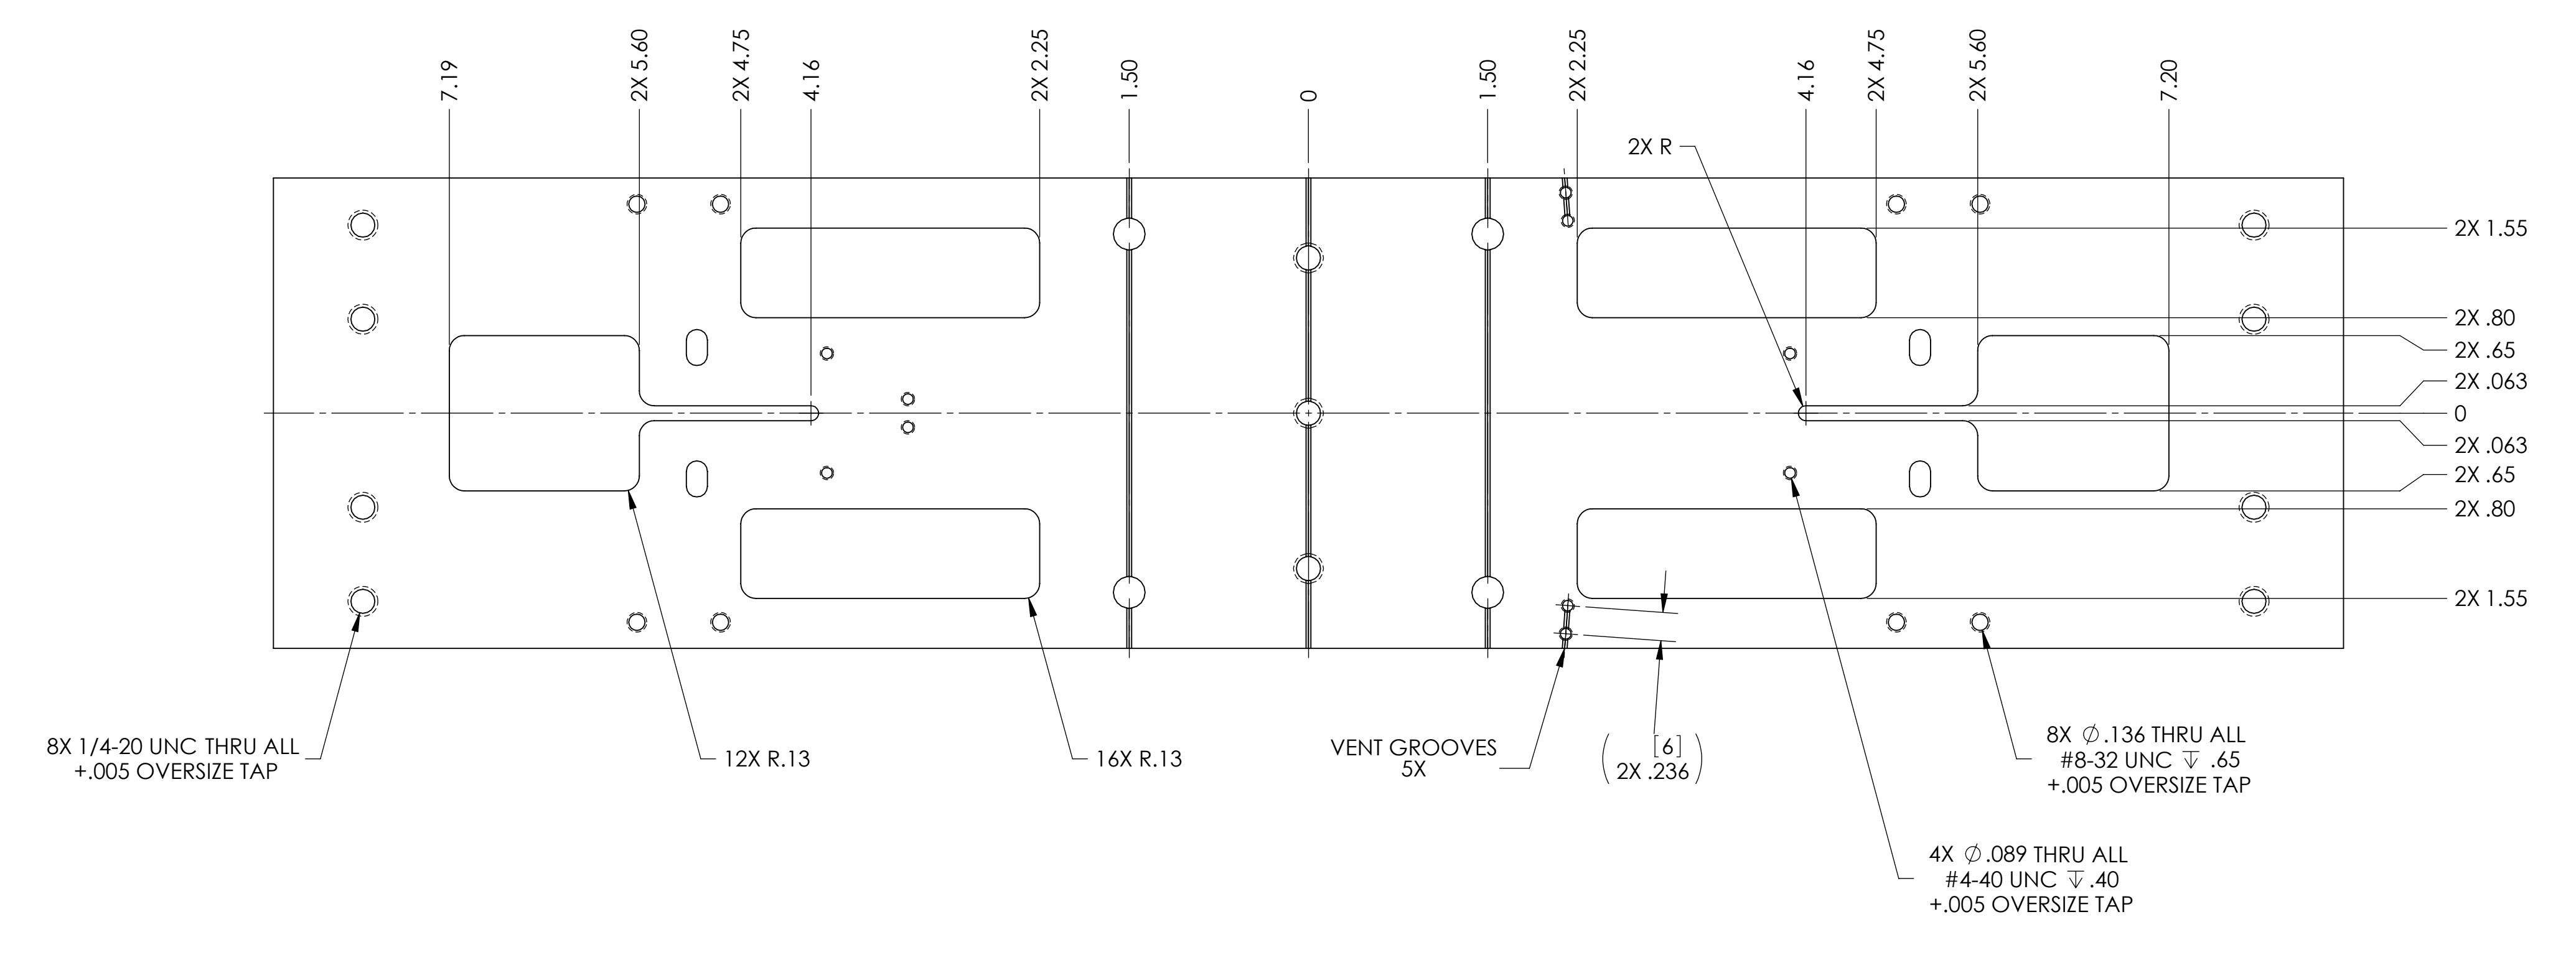 7.19
2X 5.60
2X 4.75
4.16
2X 2.25
1.50
0
1.50
2X 2.25
4.16
2X 4.75
2X 5.60
7.20
2X R
2X 1.55
2X .80
2X .65
2X .063
0
2X .063
2X .65
2X .80
2X 1.55
8X 1/4-20 UNC THRU ALL
+.005 OVERSIZE TAP
12X R.13
16X R.13
VENT GROOVES
5X
[6]
(2X .236)
8X ∅.136 THRU ALL
#8-32 UNC ↧ .65
+.005 OVERSIZE TAP
4X ∅.089 THRU ALL
#4-40 UNC ↧ .40
+.005 OVERSIZE TAP